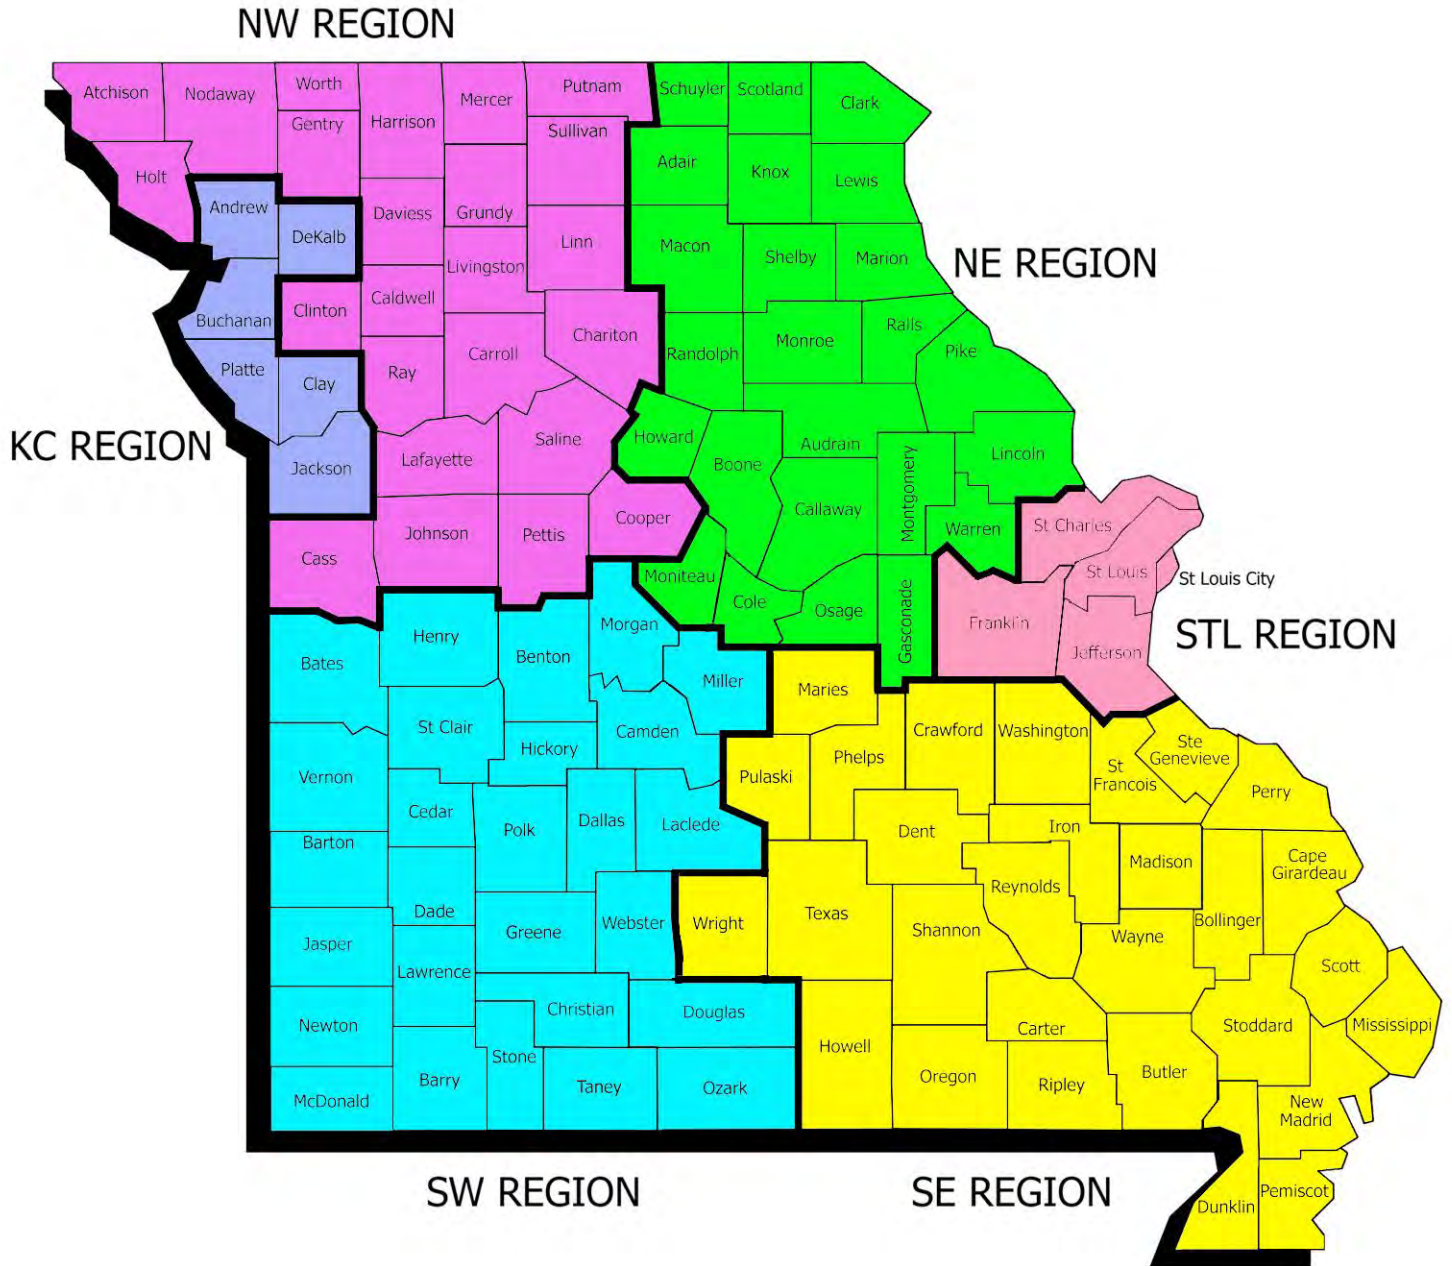 NW REGION
Atchison
Nodaway
Worth
Gentry
Harrison
Mercer
Putnam
Sullivan
Schuyler
Scotland
Clark
Holt
Andrew
DeKalb
Daviess
Grundy
Linn
Adair
Knox
Lewis
Macon
Shelby
Marion
NE REGION
Buchanan
Clinton
Caldwell
Livingston
Chariton
Randolph
Monroe
Ralls
Pike
Platte
Clay
Ray
Carroll
KC REGION
Jackson
Lafayette
Saline
Howard
Boone
Audrain
Montgomery
Lincoln
Cass
Johnson
Pettis
Cooper
Callaway
Warren
St Charles
St Louis
St Louis City
Moniteau
Cole
Osage
Gasconade
Franklin
Jefferson
STL REGION
Bates
Henry
Benton
Morgan
Miller
Maries
St Clair
Hickory
Camden
Pulaski
Phelps
Crawford
Washington
St
Francois
Ste
Genevieve
Perry
Vernon
Cedar
Polk
Dallas
Laclede
Dent
Iron
Madison
Cape
Girardeau
Barton
Dade
Greene
Webster
Wright
Texas
Shannon
Reynolds
Wayne
Bollinger
Jasper
Lawrence
Christian
Douglas
Scott
Newton
Stone
Howell
Carter
Stoddard
Mississippi
McDonald
Barry
Taney
Ozark
Oregon
Ripley
Butler
New
Madrid
SW REGION
SE REGION
Dunklin
Pemiscot